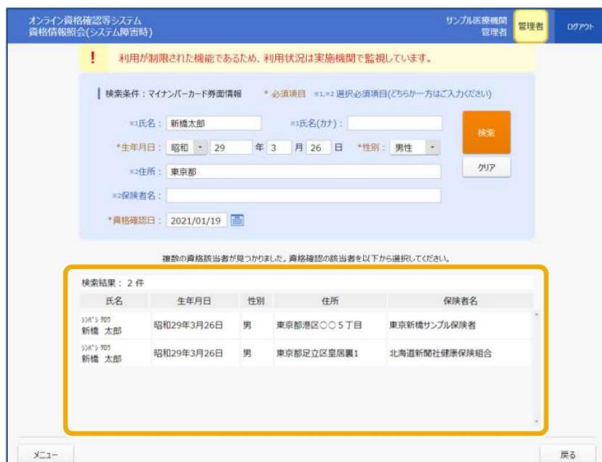 オンライン資格確認等システム
資格情報照会(システム障害時)
サンプル医療機関
管理者
管理者
ログアウト
! 利用が制限された機能であるため、利用状況は実施機関で監視しています。
検索条件：マイナンバーカード券面情報 * 必須項目 ※1,※2 選択必須項目(どちらか一方はご入力ください)
※1氏名： 新橋太郎 ※1氏名(カナ)：
検索
*生年月日： 昭和 29 年 3 月 26 日 *性別： 男性
クリア
※2住所： 東京都
※2保険者名：
*資格確認日： 2021/01/19
複数の資格該当者が見つかりました。資格確認の該当者を以下から選択してください。
検索結果： 2 件
氏名 生年月日 性別 住所 保険者名
ｼﾝﾊﾞｼ ﾀﾛｳ
新橋 太郎 昭和29年3月26日 男 東京都港区〇〇５丁目 東京新橋サンプル保険者
ｼﾝﾊﾞｼ ﾀﾛｳ
新橋 太郎 昭和29年3月26日 男 東京都足立区皇居裏1 北海道新聞社健康保険組合
メニュー
戻る